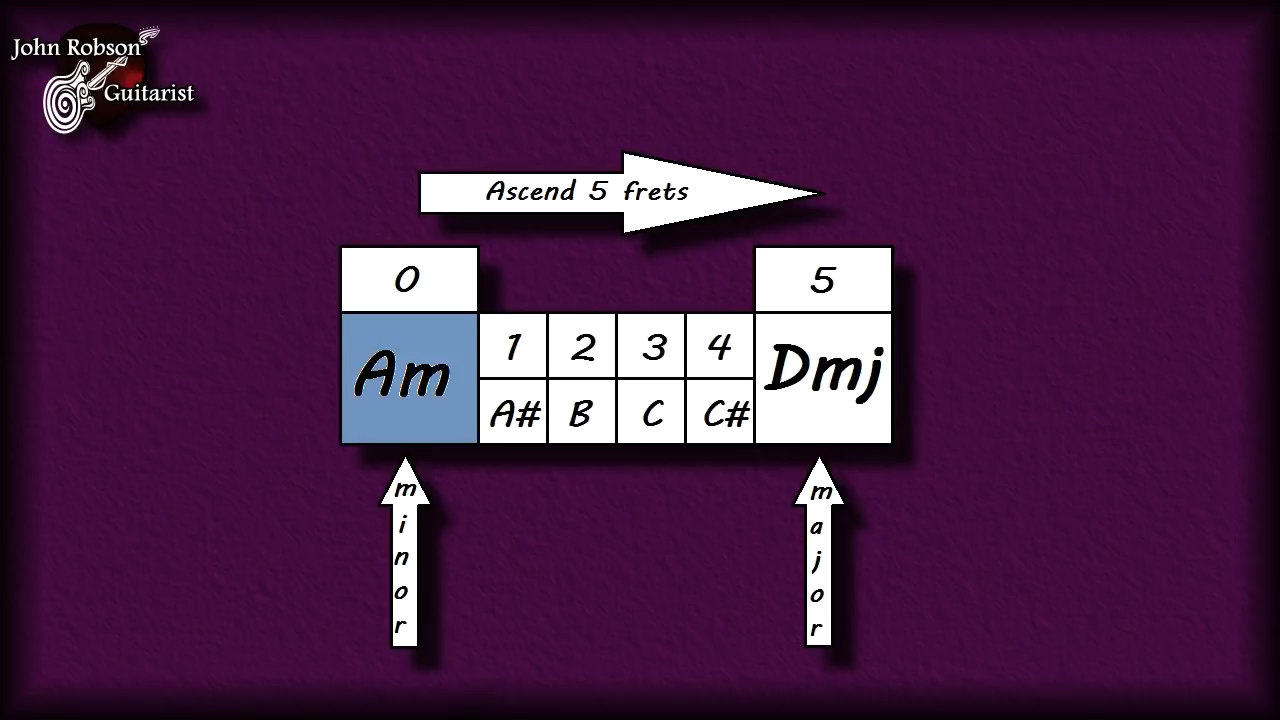 John Robson
Guitarist
Ascend 5 frets
0
5
Am
1 2 3 4
Dmj
A# B C C#
minor
major